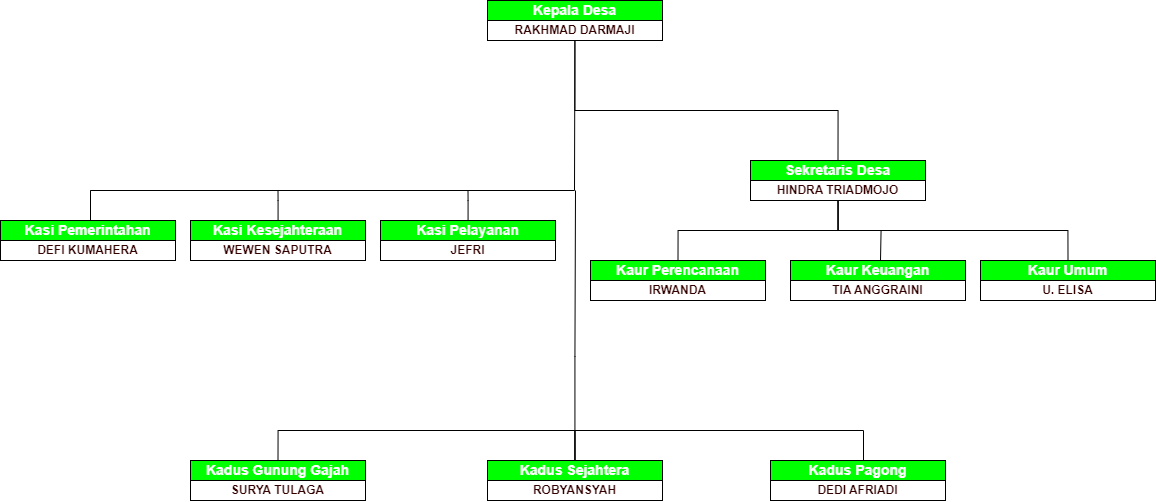 Kepala Desa
RAKHMAD DARMAJI
Sekretaris Desa
HINDRA TRIADMOJO
Kasi Pemerintahan
DEFI KUMAHERA
Kasi Kesejahteraan
WEWEN SAPUTRA
Kasi Pelayanan
JEFRI
Kaur Perencanaan
IRWANDA
Kaur Keuangan
TIA ANGGRAINI
Kaur Umum
U. ELISA
Kadus Gunung Gajah
SURYA TULAGA
Kadus Sejahtera
ROBYANSYAH
Kadus Pagong
DEDI AFRIADI